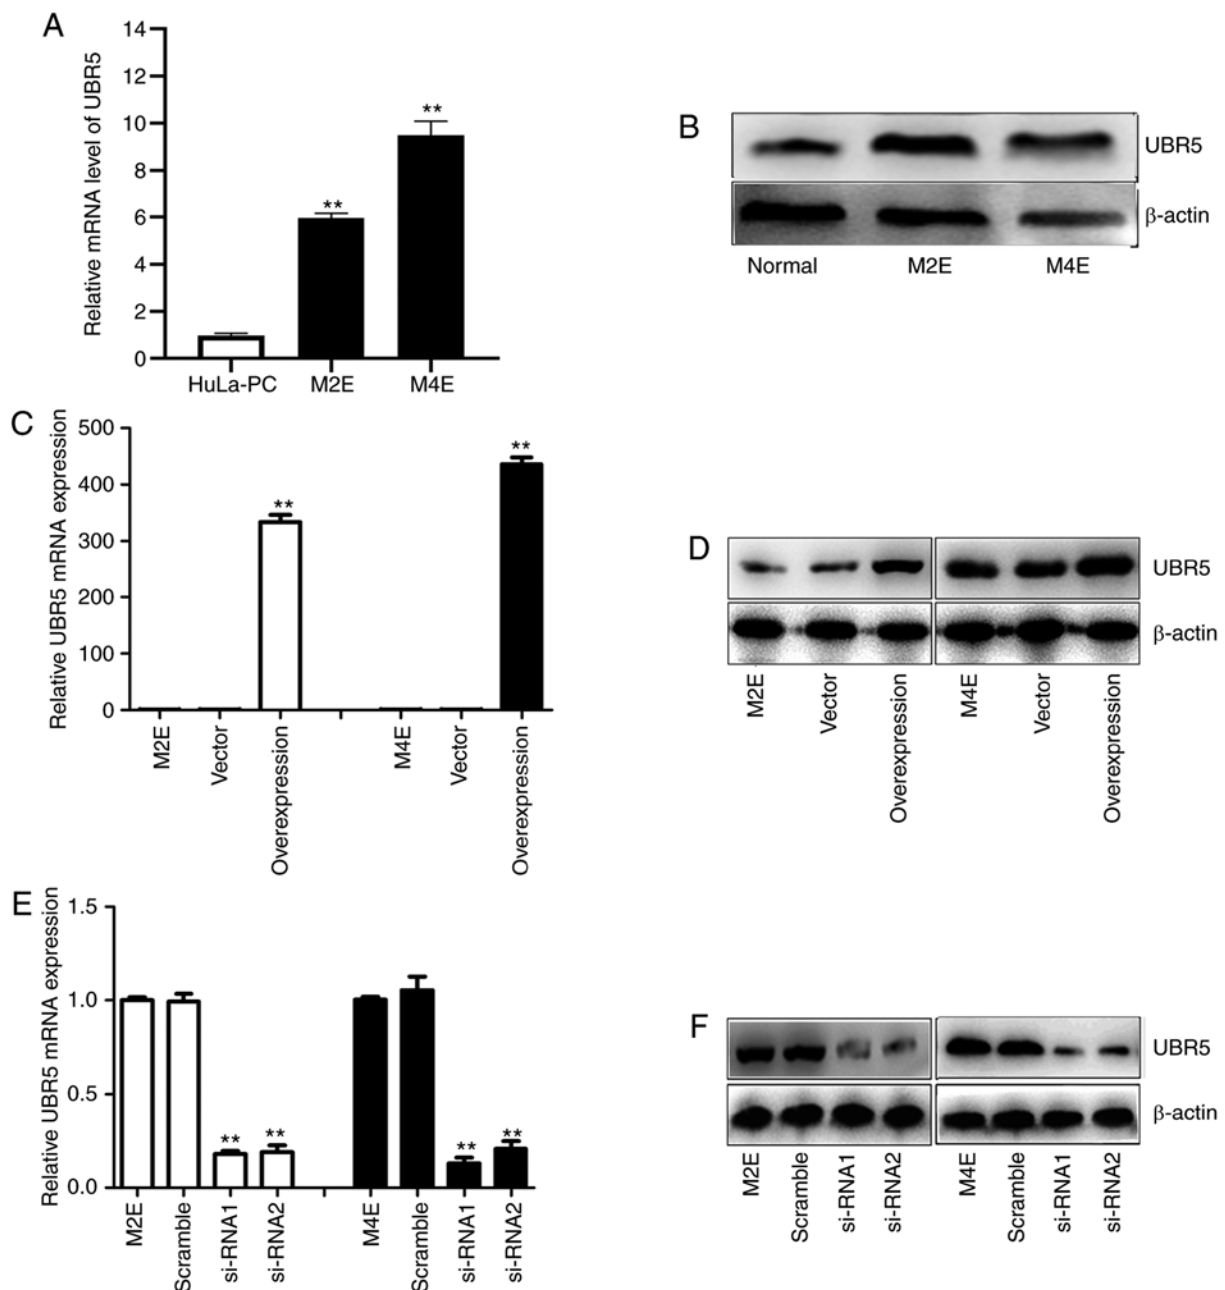 A
Relative mRNA level of UBR5
14
12
10
8
6
4
2
0
**
**
HuLa-PC M2E M4E
B
UBR5
β-actin
Normal M2E M4E
C
Relative UBR5 mRNA expression
500
400
300
200
100
0
**
**
M2E Vector Overexpression M4E Vector Overexpression
D
UBR5
β-actin
M2E Vector Overexpression M4E Vector Overexpression
E
Relative UBR5 mRNA expression
1.5
1.0
0.5
0.0
** ** ** **
M2E Scramble si-RNA1 si-RNA2 M4E Scramble si-RNA1 si-RNA2
F
UBR5
β-actin
M2E Scramble si-RNA1 si-RNA2 M4E Scramble si-RNA1 si-RNA2